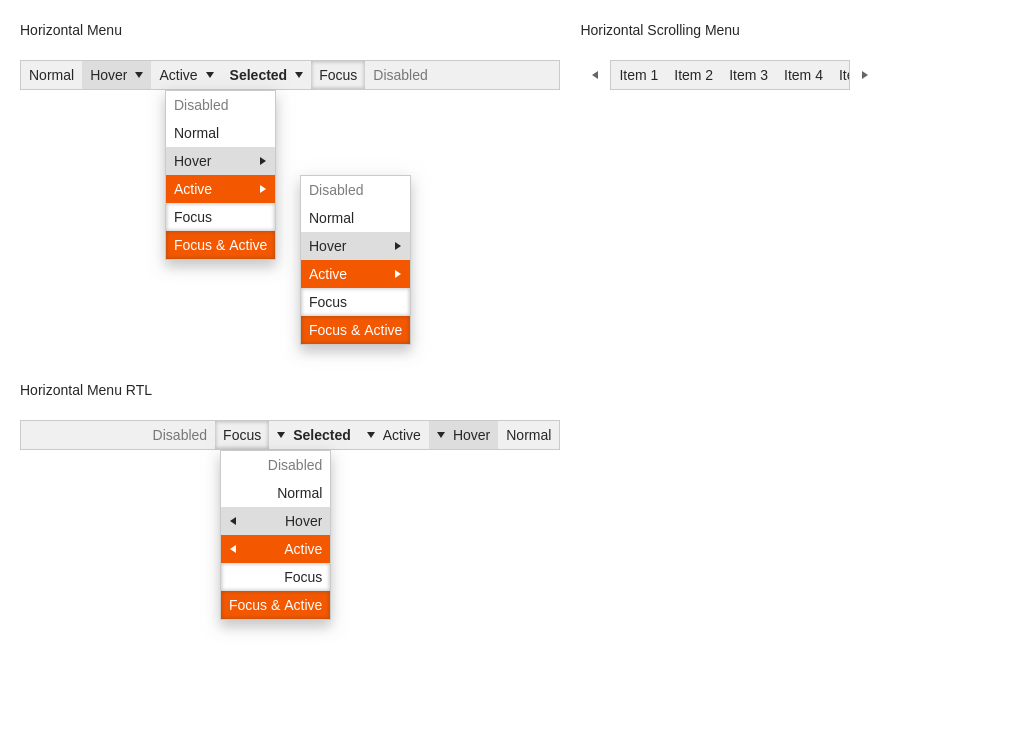 Horizontal Menu
Normal Hover Active Selected Focus Disabled
Disabled
Normal
Hover
Active
Focus
Focus & Active
Disabled
Normal
Hover
Active
Focus
Focus & Active
Horizontal Scrolling Menu
Item 1 Item 2 Item 3 Item 4 Ite
Horizontal Menu RTL
Disabled Focus Selected Active Hover Normal
Disabled
Normal
Hover
Active
Focus
Focus & Active